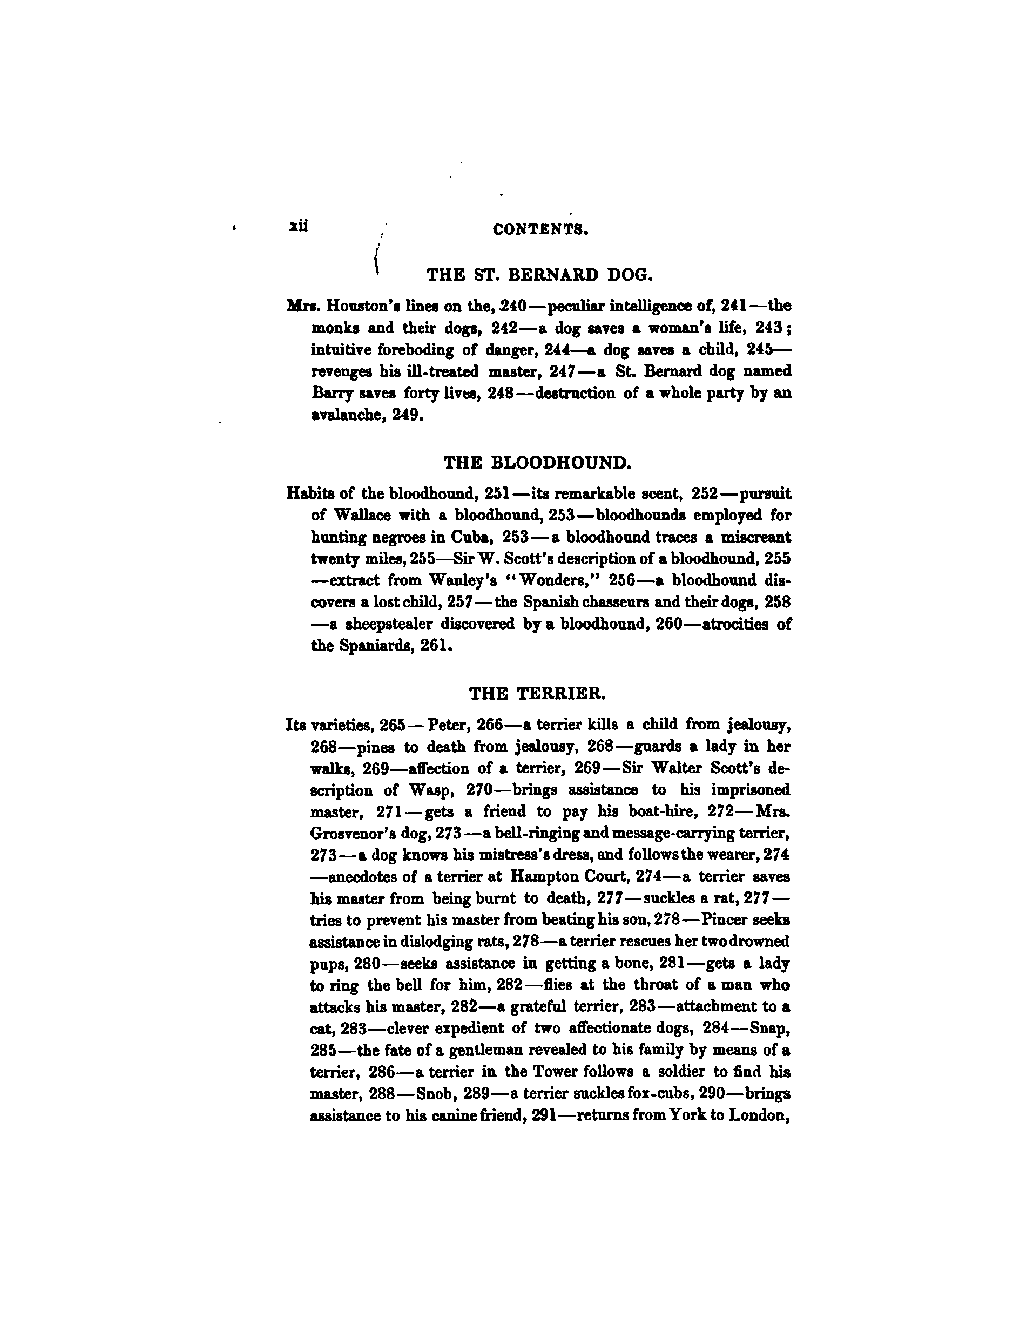 xii CONTENTS.
THE ST. BERNARD DOG.
Mrs. Houston's lines on the, 240—peculiar intelligence of, 241—the
monks and their dogs, 242—a dog saves a woman's life, 243;
intuitive foreboding of danger, 244—a dog saves a child, 245—
revenges his ill-treated master, 247—a St. Bernard dog named
Barry saves forty lives, 248—destruction of a whole party by an
avalanche, 249.
THE BLOODHOUND.
Habits of the bloodhound, 251—its remarkable scent, 252—pursuit
of Wallace with a bloodhound, 253—bloodhounds employed for
hunting negroes in Cuba, 253—a bloodhound traces a miscreant
twenty miles, 255—Sir W. Scott's description of a bloodhound, 255
—extract from Wanley's "Wonders," 256—a bloodhound dis-
covers a lost child, 257—the Spanish chasseurs and their dogs, 258
—a sheepstealer discovered by a bloodhound, 260—atrocities of
the Spaniards, 261.
THE TERRIER.
Its varieties, 265—Peter, 266—a terrier kills a child from jealousy,
268—pines to death from jealousy, 268—guards a lady in her
walks, 269—affection of a terrier, 269—Sir Walter Scott's de-
scription of Wasp, 270—brings assistance to his imprisoned
master, 271—gets a friend to pay his boat-hire, 272—Mrs.
Grosvenor's dog, 273—a bell-ringing and message-carrying terrier,
273—a dog knows his mistress's dress, and follows the wearer, 274
—anecdotes of a terrier at Hampton Court, 274—a terrier saves
his master from being burnt to death, 277—suckles a rat, 277—
tries to prevent his master from beating his son, 278—Pincer seeks
assistance in dislodging rats, 278—a terrier rescues her two drowned
pups, 280—seeks assistance in getting a bone, 281—gets a lady
to ring the bell for him, 282—flies at the throat of a man who
attacks his master, 282—a grateful terrier, 283—attachment to a
cat, 283—clever expedient of two affectionate dogs, 284—Snap,
285—the fate of a gentleman revealed to his family by means of a
terrier, 286—a terrier in the Tower follows a soldier to find his
master, 288—Snob, 289—a terrier suckles fox-cubs, 290—brings
assistance to his canine friend, 291—returns from York to London,